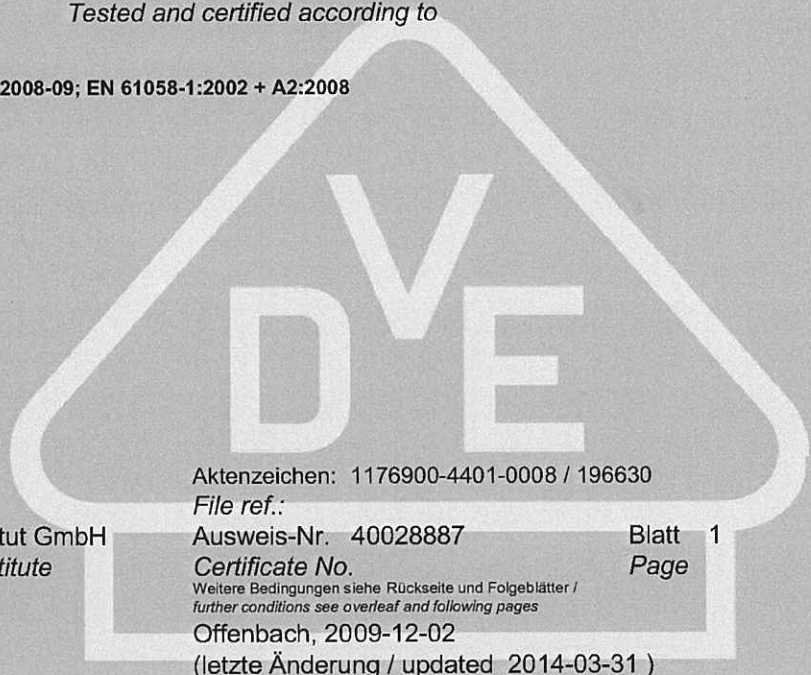 Tested and certified according to
2008-09; EN 61058-1:2002 + A2:2008
VDE
Aktenzeichen: 1176900-4401-0008 / 196630
File ref.:
tut GmbH Ausweis-Nr. 40028887 Blatt 1
titute Certificate No. Page
Weitere Bedingungen siehe Rückseite und Folgeblätter /
further conditions see overleaf and following pages
Offenbach, 2009-12-02
(letzte Änderung / updated 2014-03-31 )